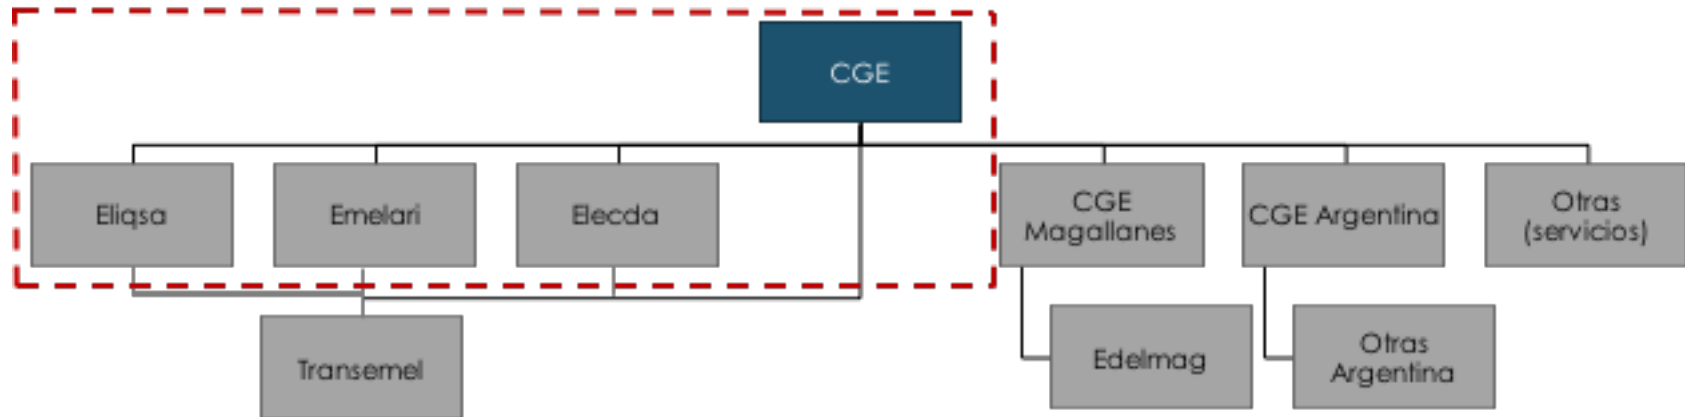 CGE
Eliqsa
Emelari
Elecda
CGE
Magallanes
CGE Argentina
Otras
(servicios)
Transemel
Edelmag
Otras
Argentina